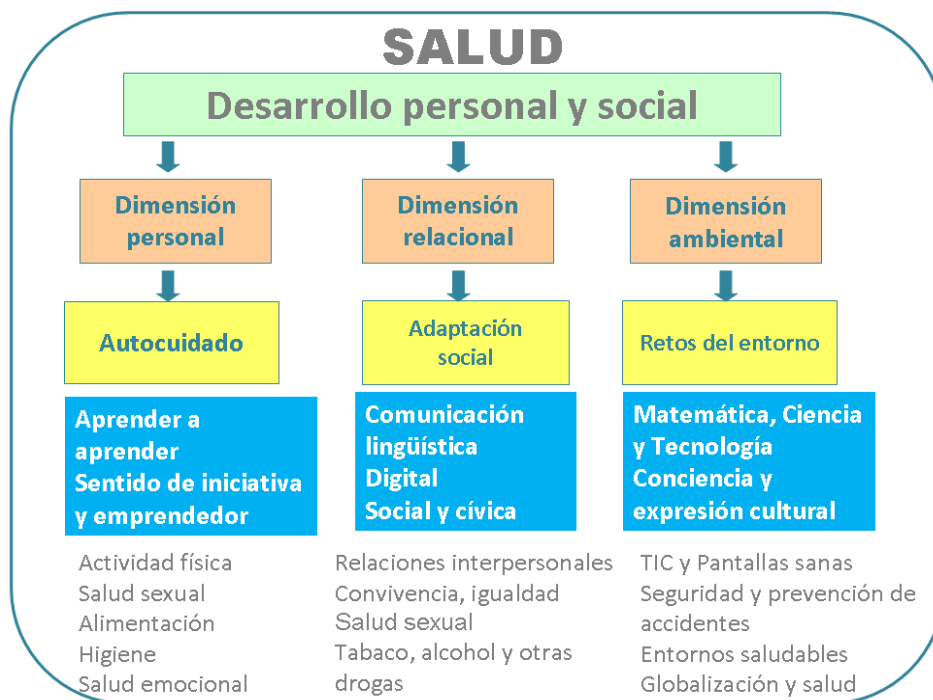 SALUD
Desarrollo personal y social
Dimensión
personal
Dimensión
relacional
Dimensión
ambiental
Autocuidado
Adaptación
social
Retos del entorno
Aprender a
aprender
Sentido de iniciativa
y emprendedor
Comunicación
lingüística
Digital
Social y cívica
Matemática, Ciencia
y Tecnología
Conciencia y
expresión cultural
Actividad física
Salud sexual
Alimentación
Higiene
Salud emocional
Relaciones interpersonales
Convivencia, igualdad
Salud sexual
Tabaco, alcohol y otras
drogas
TIC y Pantallas sanas
Seguridad y prevención de
accidentes
Entornos saludables
Globalización y salud